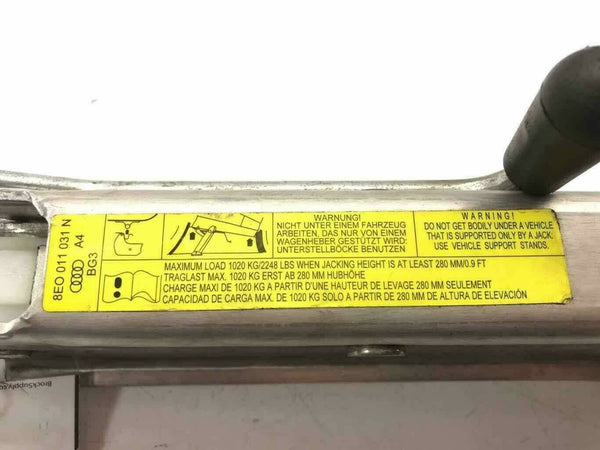 8EO 011 031 N
A4
BG3
WARNUNG!
NICHT UNTER EINEM FAHRZEUG
ARBEITEN, DAS NUR VON EINEM
WAGENHEBER GESTÜTZT WIRD:
UNTERSTELLBÖCKE BENUTZEN
WARNING!
DO NOT GET BODILY UNDER A VEHICLE
THAT IS SUPPORTED ONLY BY A JACK.
USE VEHICLE SUPPORT STANDS.
MAXIMUM LOAD 1020 KG/2248 LBS WHEN JACKING HEIGHT IS AT LEAST 280 MM/0.9 FT
TRAGLAST MAX. 1020 KG ERST AB 280 MM HUBHÖHE
CHARGE MAXI DE 1020 KG A PARTIR D'UNE HAUTEUR DE LEVAGE 280 MM SEULEMENT
CAPACIDAD DE CARGA MAX. DE 1020 KG SOLO A PARTIR DE 280 MM DE ALTURA DE ELEVACIÓN
BrockSupply.co